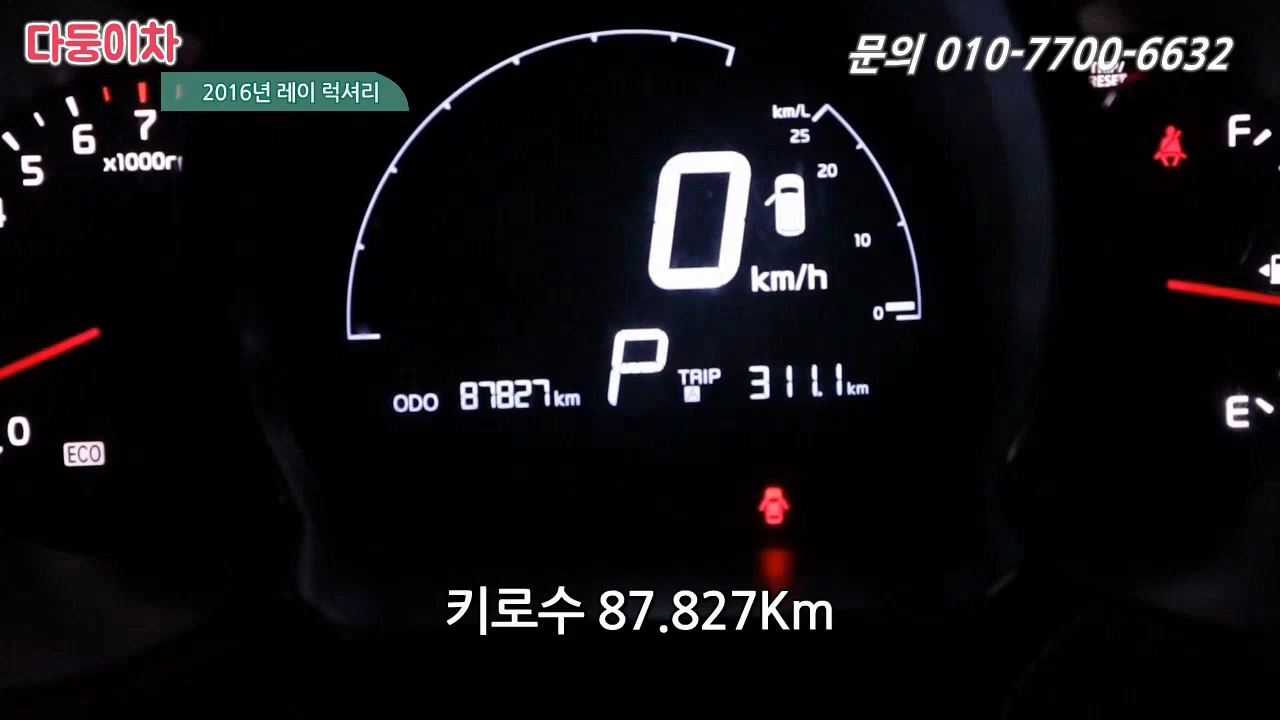 다둥이차
문의 010-7700-6632
2016년 레이 럭셔리
RESET
5 6 7
x1000r
km/L
25
20
10
0
0
km/h
F
E
P
ODO 87827km
TRIP A 311.1km
0
ECO
키로수 87.827Km